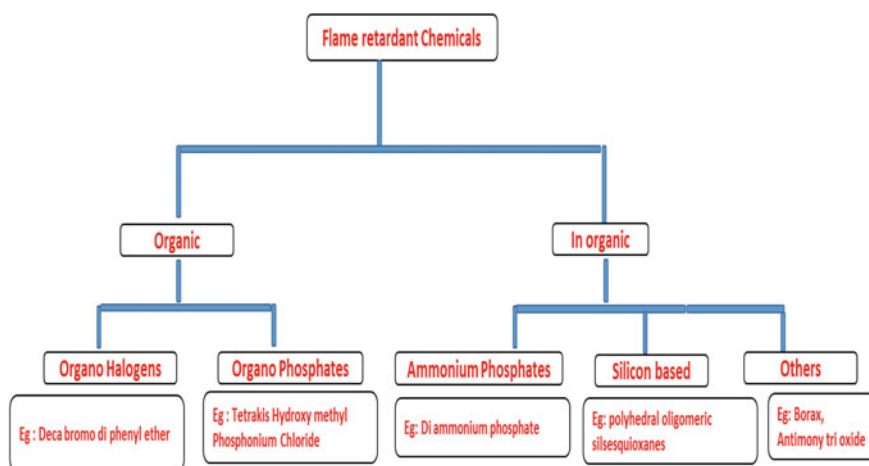 Flame retardant Chemicals
Organic
In organic
Organo Halogens
Organo Phosphates
Ammonium Phosphates
Silicon based
Others
Eg : Deca bromo di phenyl ether
Eg : Tetrakis Hydroxy methyl
Phosphonium Chloride
Eg: Di ammonium phosphate
Eg: polyhedral oligomeric
silsesquioxanes
Eg: Borax,
Antimony tri oxide